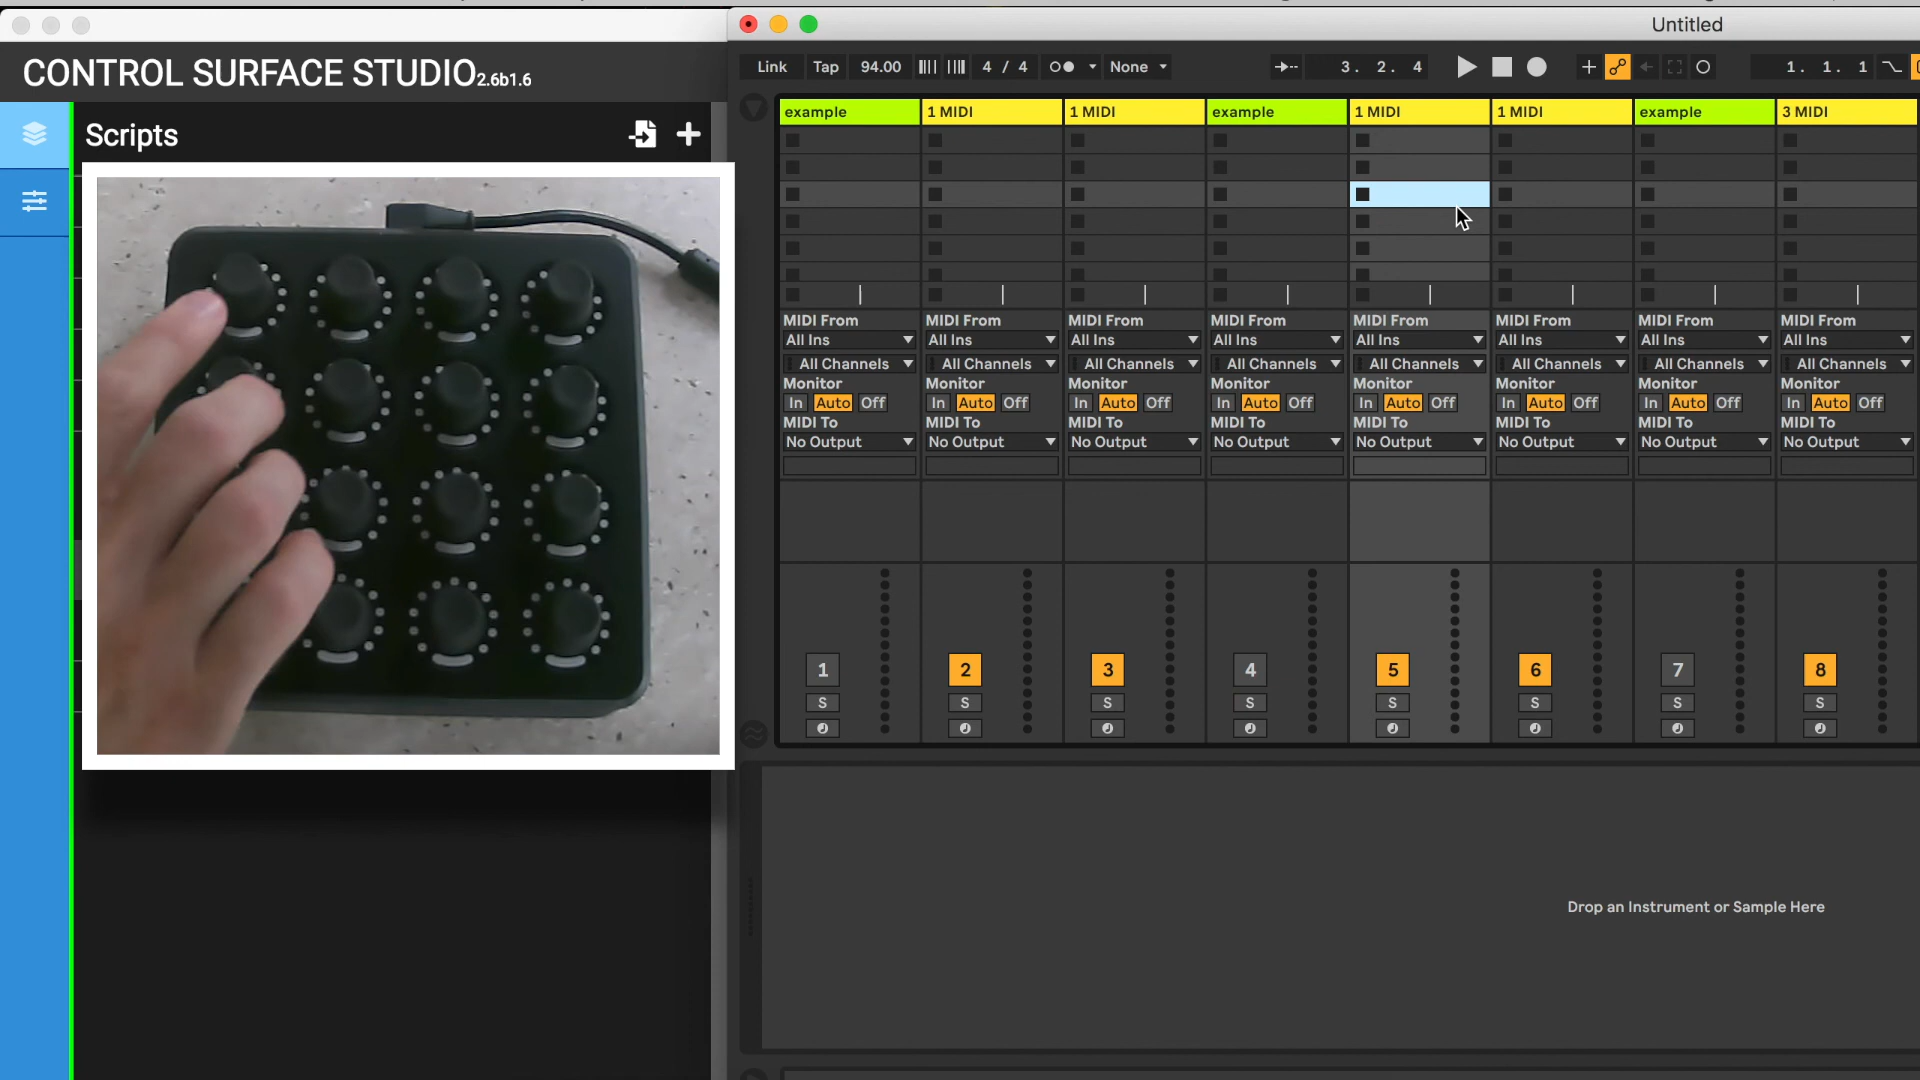 Untitled
CONTROL SURFACE STUDIO2.6b1.6
Link Tap 94.00 4 / 4 None 3. 2. 4 1. 1. 1
Scripts
example 1 MIDI 1 MIDI example 1 MIDI 1 MIDI example 3 MIDI
MIDI From MIDI From MIDI From MIDI From MIDI From MIDI From MIDI From MIDI From
All Ins All Ins All Ins All Ins All Ins All Ins All Ins All Ins
All Channels All Channels All Channels All Channels All Channels All Channels All Channels All Channels
Monitor Monitor Monitor Monitor Monitor Monitor Monitor Monitor
In Auto Off In Auto Off In Auto Off In Auto Off In Auto Off In Auto Off In Auto Off In Auto Off
MIDI To MIDI To MIDI To MIDI To MIDI To MIDI To MIDI To MIDI To
No Output No Output No Output No Output No Output No Output No Output No Output
1 2 3 4 5 6 7 8
S S S S S S S S
Drop an Instrument or Sample Here